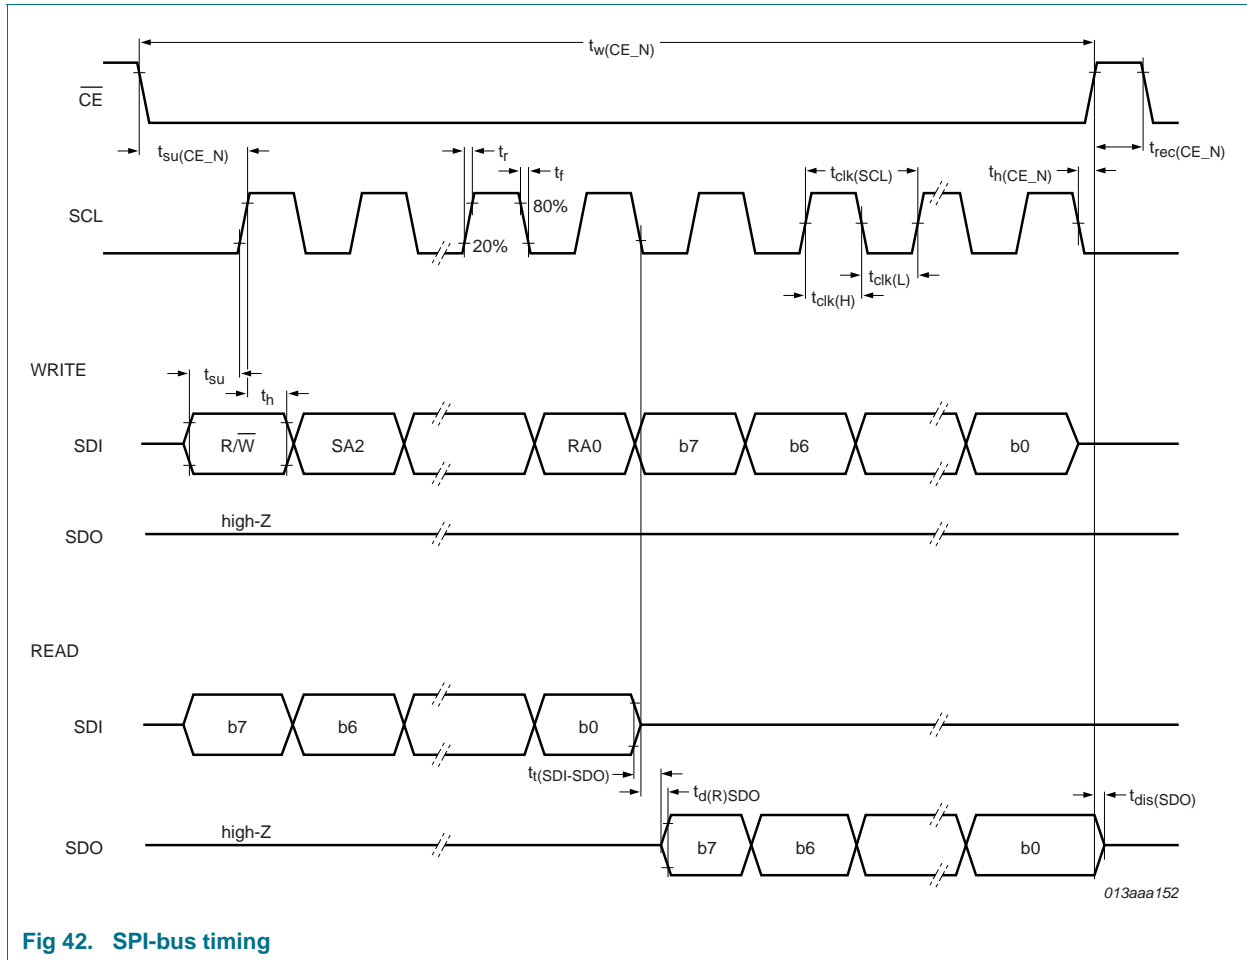 tw(CE_N)
CE
tsu(CE_N)
tr
tf
tclk(SCL)
th(CE_N)
trec(CE_N)
SCL
80%
20%
tclk(H)
tclk(L)
WRITE
tsu
th
SDI R/W SA2 RA0 b7 b6 b0
SDO high-Z
READ
SDI b7 b6 b0
tt(SDI-SDO)
td(R)SDO
tdis(SDO)
SDO high-Z b7 b6 b0
013aaa152
Fig 42. SPI-bus timing